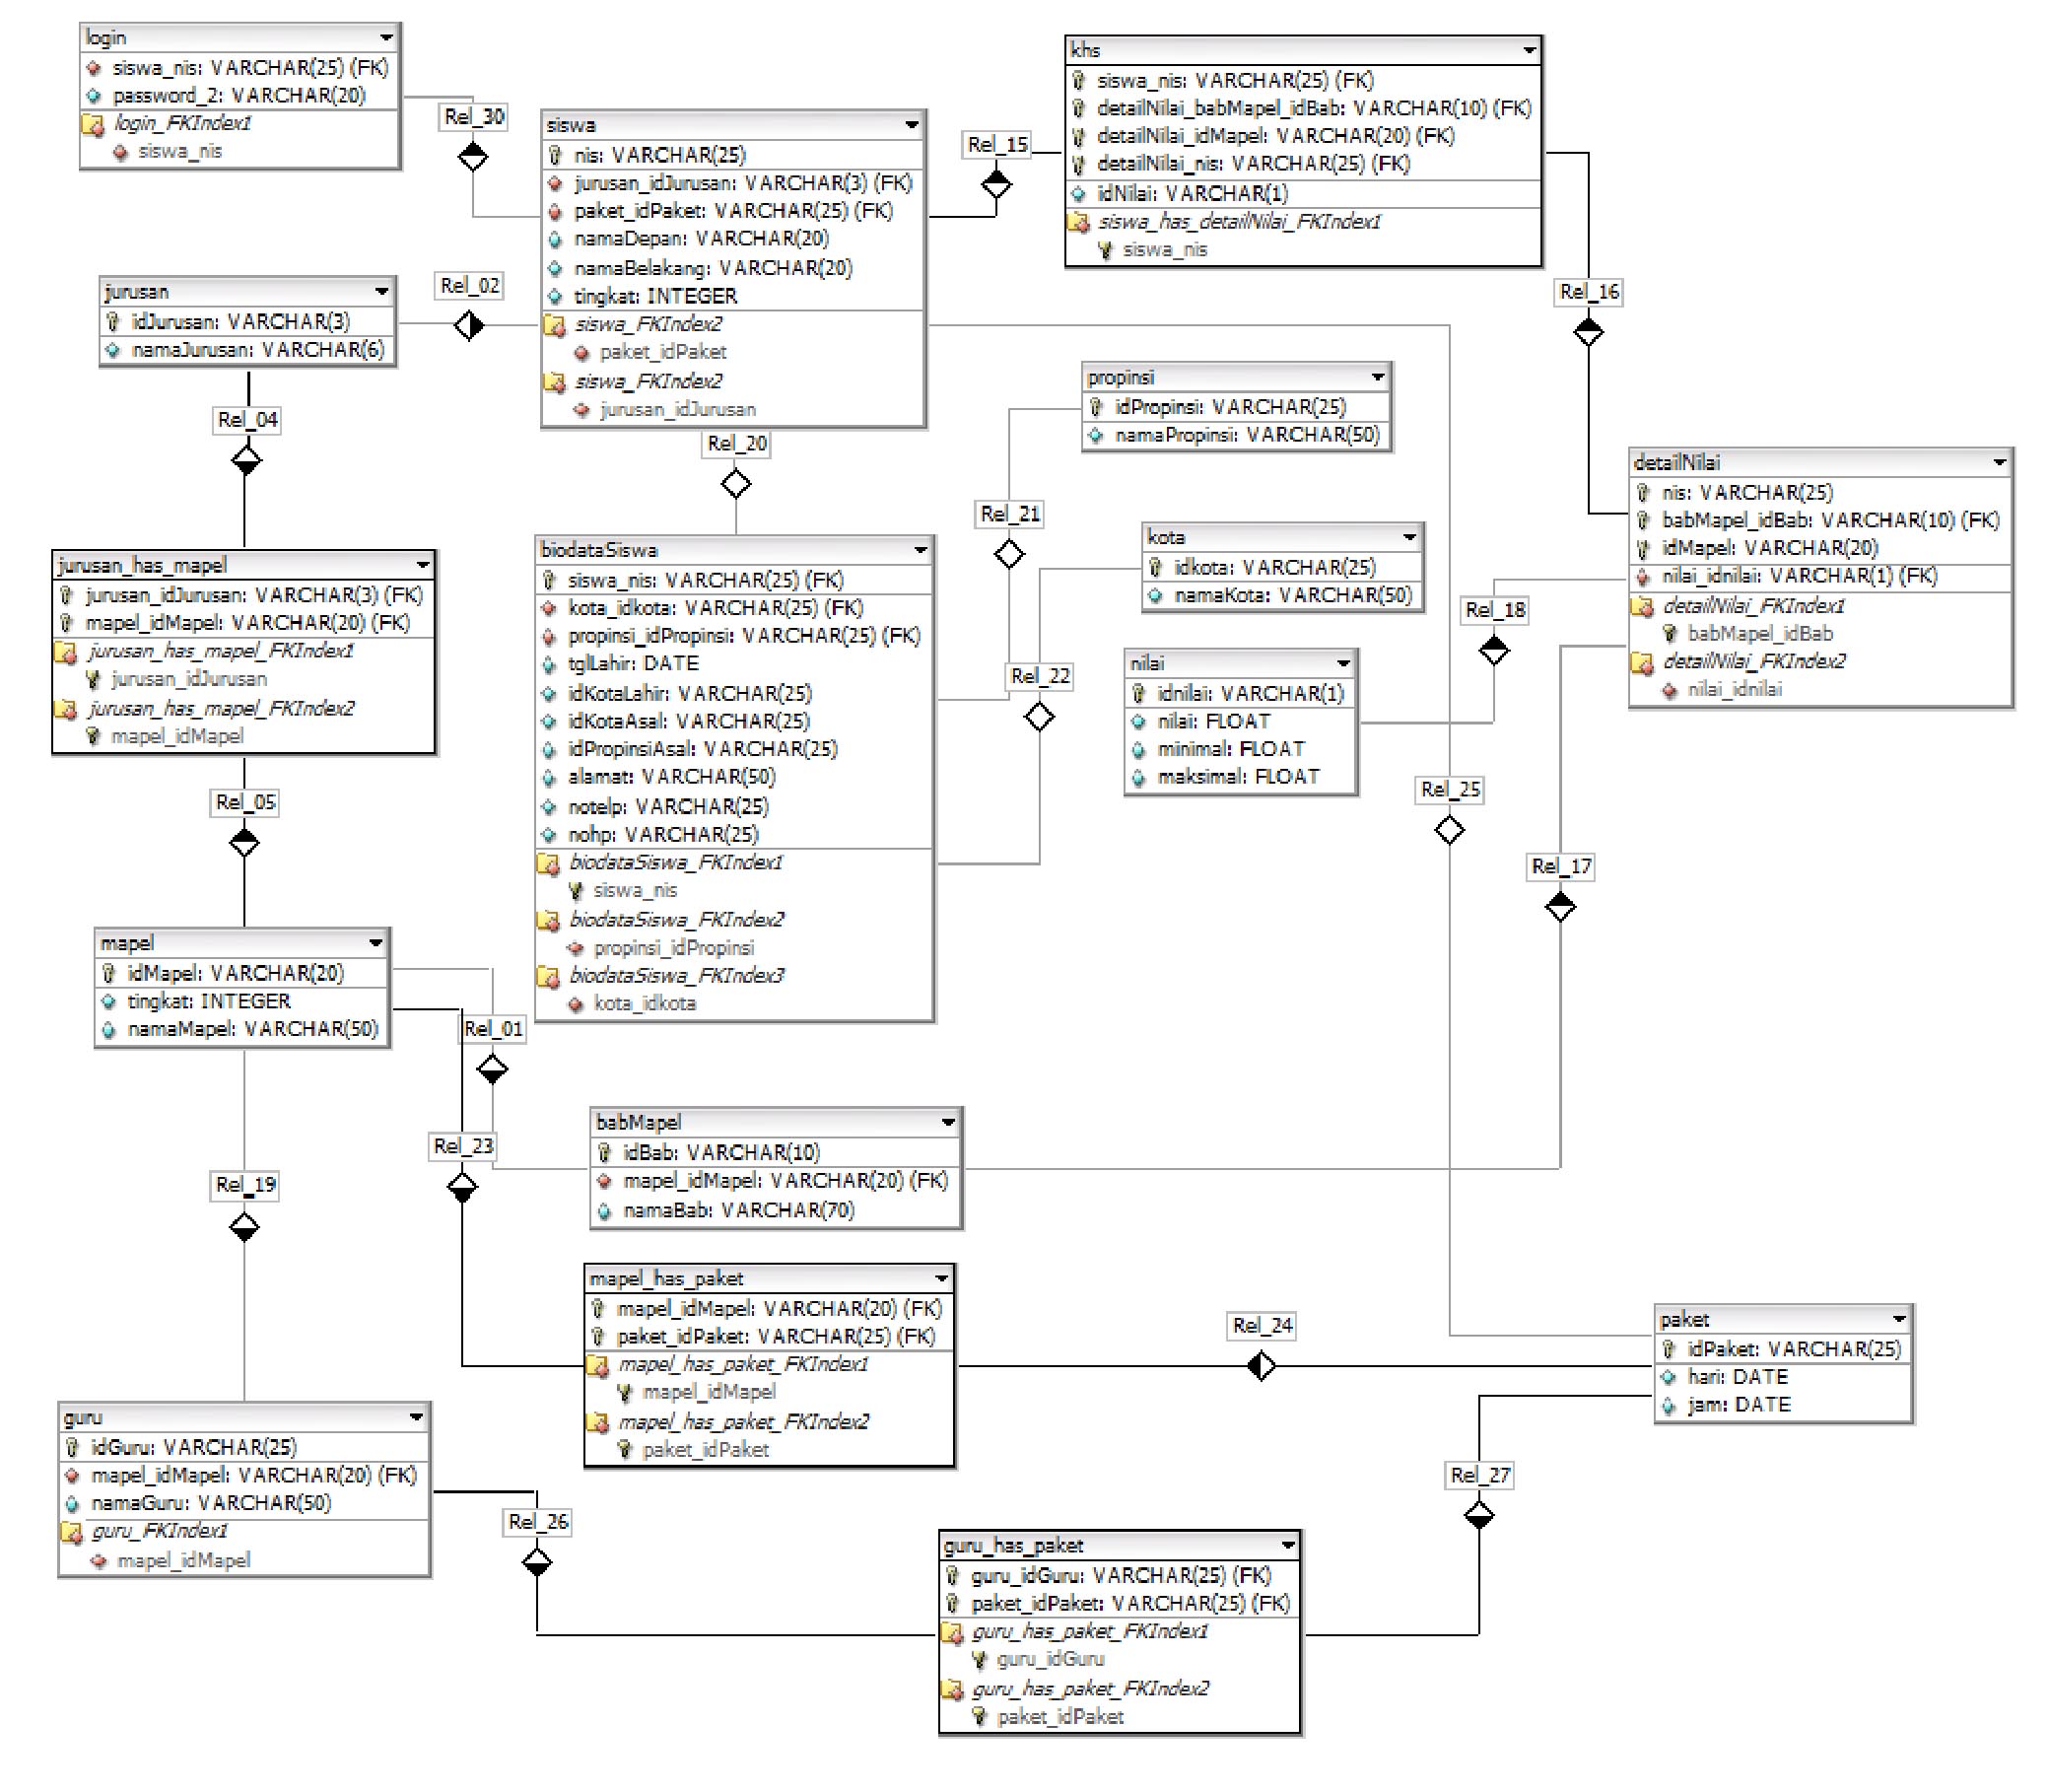 login
siswa_nis: VARCHAR(25) (FK)
password_2: VARCHAR(20)
login_FKIndex1
siswa_nis
Rel_30
siswa
nis: VARCHAR(25)
jurusan_idJurusan: VARCHAR(3) (FK)
paket_idPaket: VARCHAR(25) (FK)
namaDepan: VARCHAR(20)
namaBelakang: VARCHAR(20)
tingkat: INTEGER
siswa_FKIndex2
paket_idPaket
siswa_FKIndex2
jurusan_idJurusan
Rel_15
khs
siswa_nis: VARCHAR(25) (FK)
detailNilai_babMapel_idBab: VARCHAR(10) (FK)
detailNilai_idMapel: VARCHAR(20) (FK)
detailNilai_nis: VARCHAR(25) (FK)
idNilai: VARCHAR(1)
siswa_has_detailNilai_FKIndex1
siswa_nis
Rel_16
jurusan
idJurusan: VARCHAR(3)
namaJurusan: VARCHAR(6)
Rel_02
Rel_04
Rel_20
propinsi
idPropinsi: VARCHAR(25)
namaPropinsi: VARCHAR(50)
Rel_21
detailNilai
nis: VARCHAR(25)
babMapel_idBab: VARCHAR(10) (FK)
idMapel: VARCHAR(20)
nilai_idnilai: VARCHAR(1) (FK)
detailNilai_FKIndex1
babMapel_idBab
detailNilai_FKIndex2
nilai_idnilai
jurusan_has_mapel
jurusan_idJurusan: VARCHAR(3) (FK)
mapel_idMapel: VARCHAR(20) (FK)
jurusan_has_mapel_FKIndex1
jurusan_idJurusan
jurusan_has_mapel_FKIndex2
mapel_idMapel
biodataSiswa
siswa_nis: VARCHAR(25) (FK)
kota_idkota: VARCHAR(25) (FK)
propinsi_idPropinsi: VARCHAR(25) (FK)
tglLahir: DATE
idKotaLahir: VARCHAR(25)
idKotaAsal: VARCHAR(25)
idPropinsiAsal: VARCHAR(25)
alamat: VARCHAR(50)
notelp: VARCHAR(25)
nohp: VARCHAR(25)
biodataSiswa_FKIndex1
siswa_nis
biodataSiswa_FKIndex2
propinsi_idPropinsi
biodataSiswa_FKIndex3
kota_idkota
kota
idkota: VARCHAR(25)
namaKota: VARCHAR(50)
Rel_18
Rel_22
nilai
idnilai: VARCHAR(1)
nilai: FLOAT
minimal: FLOAT
maksimal: FLOAT
Rel_25
Rel_17
Rel_05
mapel
idMapel: VARCHAR(20)
tingkat: INTEGER
namaMapel: VARCHAR(50)
Rel_01
Rel_23
Rel_19
babMapel
idBab: VARCHAR(10)
mapel_idMapel: VARCHAR(20) (FK)
namaBab: VARCHAR(70)
mapel_has_paket
mapel_idMapel: VARCHAR(20) (FK)
paket_idPaket: VARCHAR(25) (FK)
mapel_has_paket_FKIndex1
mapel_idMapel
mapel_has_paket_FKIndex2
paket_idPaket
Rel_24
paket
idPaket: VARCHAR(25)
hari: DATE
jam: DATE
Rel_27
guru
idGuru: VARCHAR(25)
mapel_idMapel: VARCHAR(20) (FK)
namaGuru: VARCHAR(50)
guru_FKIndex1
mapel_idMapel
Rel_26
guru_has_paket
guru_idGuru: VARCHAR(25) (FK)
paket_idPaket: VARCHAR(25) (FK)
guru_has_paket_FKIndex1
guru_idGuru
guru_has_paket_FKIndex2
paket_idPaket